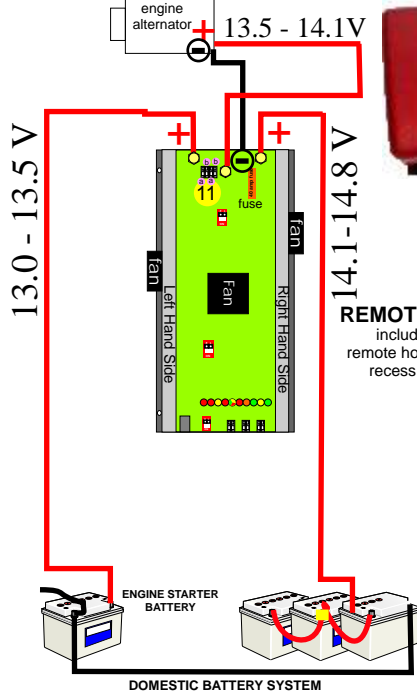 engine
alternator
13.5 - 14.1V
13.0 - 13.5 V
14.1-14.8 V
b b
a a
11
fuse
fan
fan
Fan
Left Hand Side
Right Hand Side
REMOT
includ
remote ho
recess
ENGINE STARTER
BATTERY
DOMESTIC BATTERY SYSTEM